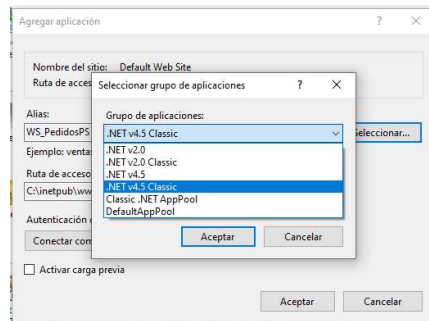 Agregar aplicación
Nombre del sitio: Default Web Site
Ruta de acces
Seleccionar grupo de aplicaciones
Alias:
Grupo de aplicaciones:
WS_PedidosPS
.NET v4.5 Classic
Seleccionar...
Ejemplo: venta
.NET v2.0
.NET v2.0 Classic
Ruta de acceso
.NET v4.5
.NET v4.5 Classic
C:\inetpub\ww
Classic .NET AppPool
DefaultAppPool
Autenticación
Conectar com
Aceptar
Cancelar
Activar carga previa
Aceptar
Cancelar